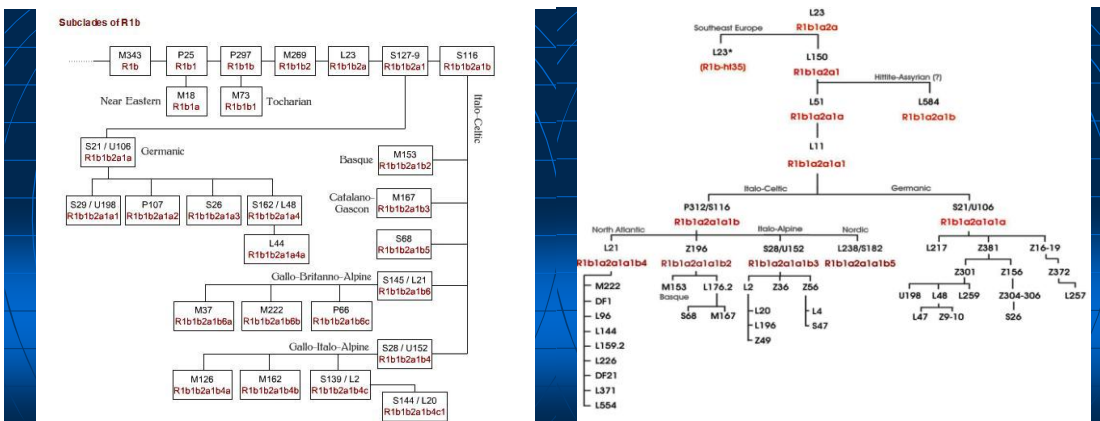 Subclades of R1b
M343
R1b
P25
R1b1
P297
R1b1b
M269
R1b1b2
L23
R1b1b2a
S127-9
R1b1b2a1
S116
R1b1b2a1b
Near Eastern
M18
R1b1a
M73
R1b1b1
Tocharian
Italo-Celtic
S21 / U106
R1b1b2a1a
Germanic
Basque
M153
R1b1b2a1b2
S29 / U198
R1b1b2a1a1
P107
R1b1b2a1a2
S26
R1b1b2a1a3
S162 / L48
R1b1b2a1a4
Catalano-
Gascon
M167
R1b1b2a1b3
L44
R1b1b2a1a4a
S68
R1b1b2a1b5
Gallo-Britanno-Alpine
S145 / L21
R1b1b2a1b6
M37
R1b1b2a1b6a
M222
R1b1b2a1b6b
P66
R1b1b2a1b6c
Gallo-Italo-Alpine
S28 / U152
R1b1b2a1b4
M126
R1b1b2a1b4a
M162
R1b1b2a1b4b
S139 / L2
R1b1b2a1b4c
S144 / L20
R1b1b2a1b4c1
L23
R1b1a2a
Southeast Europe
L23*
(R1b-ht35)
L150
R1b1a2a1
Hittite-Assyrian (?)
L51
R1b1a2a1a
L584
R1b1a2a1b
L11
R1b1a2a1a1
Italo-Celtic
Germanic
P312/S116
R1b1a2a1a1b
S21/U106
R1b1a2a1a1a
North Atlantic
Italo-Alpine
Nordic
L21
Z196
S28/U152
L238/S182
L217
Z381
Z16-19
R1b1a2a1a1b4
R1b1a2a1a1b2
R1b1a2a1a1b3
R1b1a2a1a1b5
M222
DF1
L96
L144
L159.2
L226
DF21
L371
L554
M153
Basque
L176.2
S68
M167
L2
Z36
Z56
L20
L196
Z49
L4
S47
Z301
Z156
Z372
U198
L48
L259
Z304-306
L257
L47
Z9-10
S26